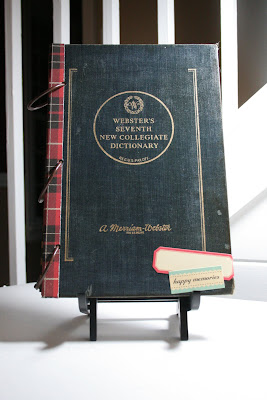 WEBSTER'S
SEVENTH
NEW COLLEGIATE
DICTIONARY
A Merriam-Webster
happy memories